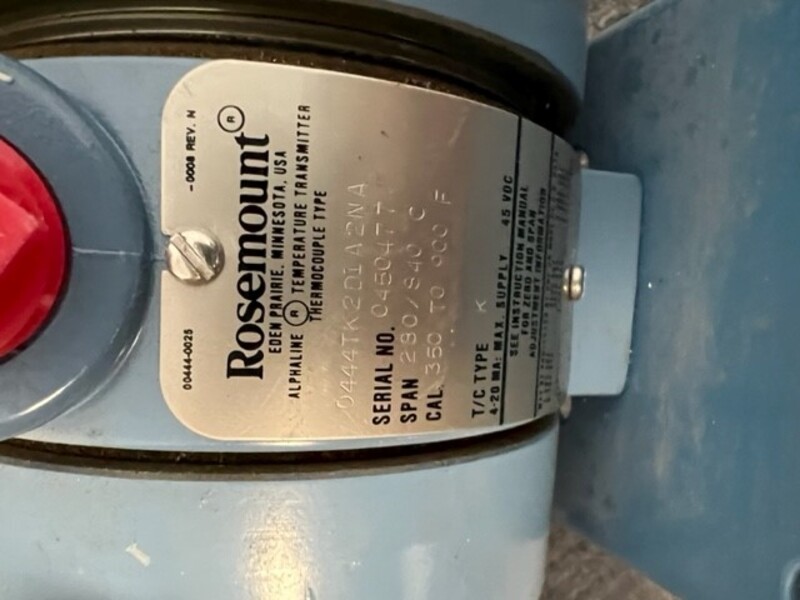 00444-0025 -0008 REV. N
Rosemount ®
EDEN PRAIRIE, MINNESOTA, USA
ALPHALINE ® TEMPERATURE TRANSMITTER
THERMOCOUPLE TYPE
0444TK2D1A2NA
SERIAL NO. 0450477
SPAN 280/840 C
CAL. 350 TO 900 F
T/C TYPE K
4-20 MA: MAX. SUPPLY 45 VDC
SEE INSTRUCTION MANUAL
FOR ZERO AND SPAN
ADJUSTMENT INFORMATION